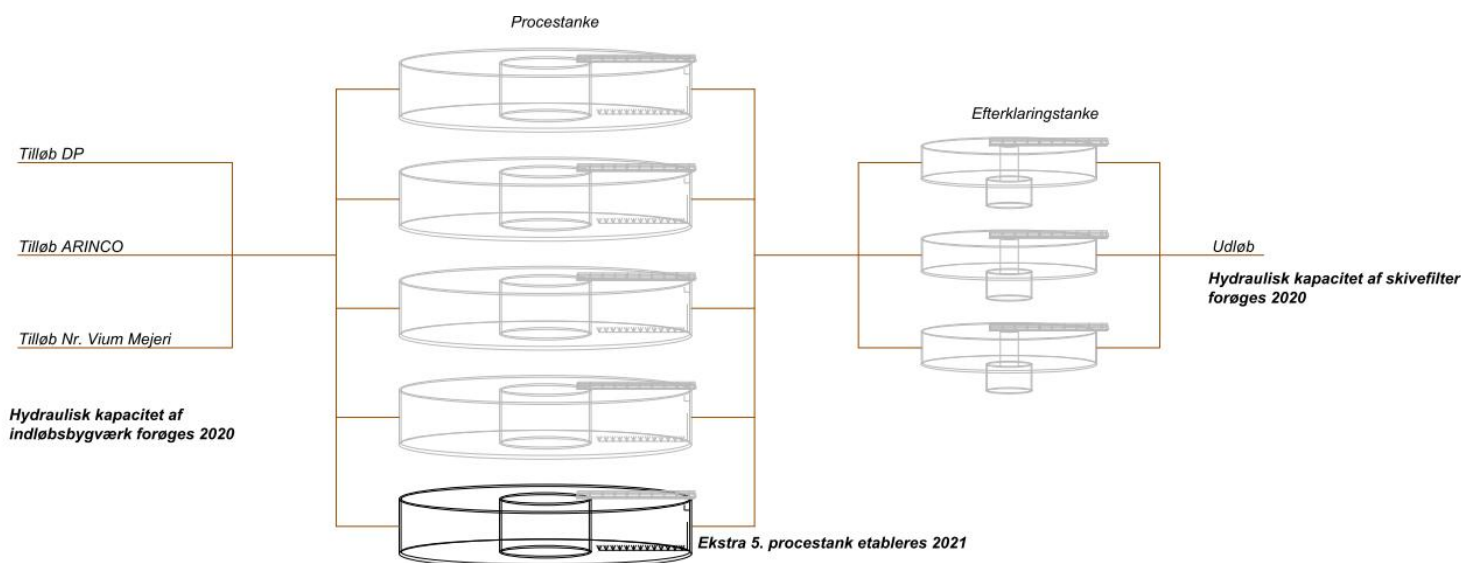 Procestanke
Efterklaringstanke
Tilløb DP
Tilløb ARINCO
Udløb
Hydraulisk kapacitet af skivefilter
forøges 2020
Tilløb Nr. Vium Mejeri
Hydraulisk kapacitet af
indløbsbygværk forøges 2020
Ekstra 5. procestank etableres 2021